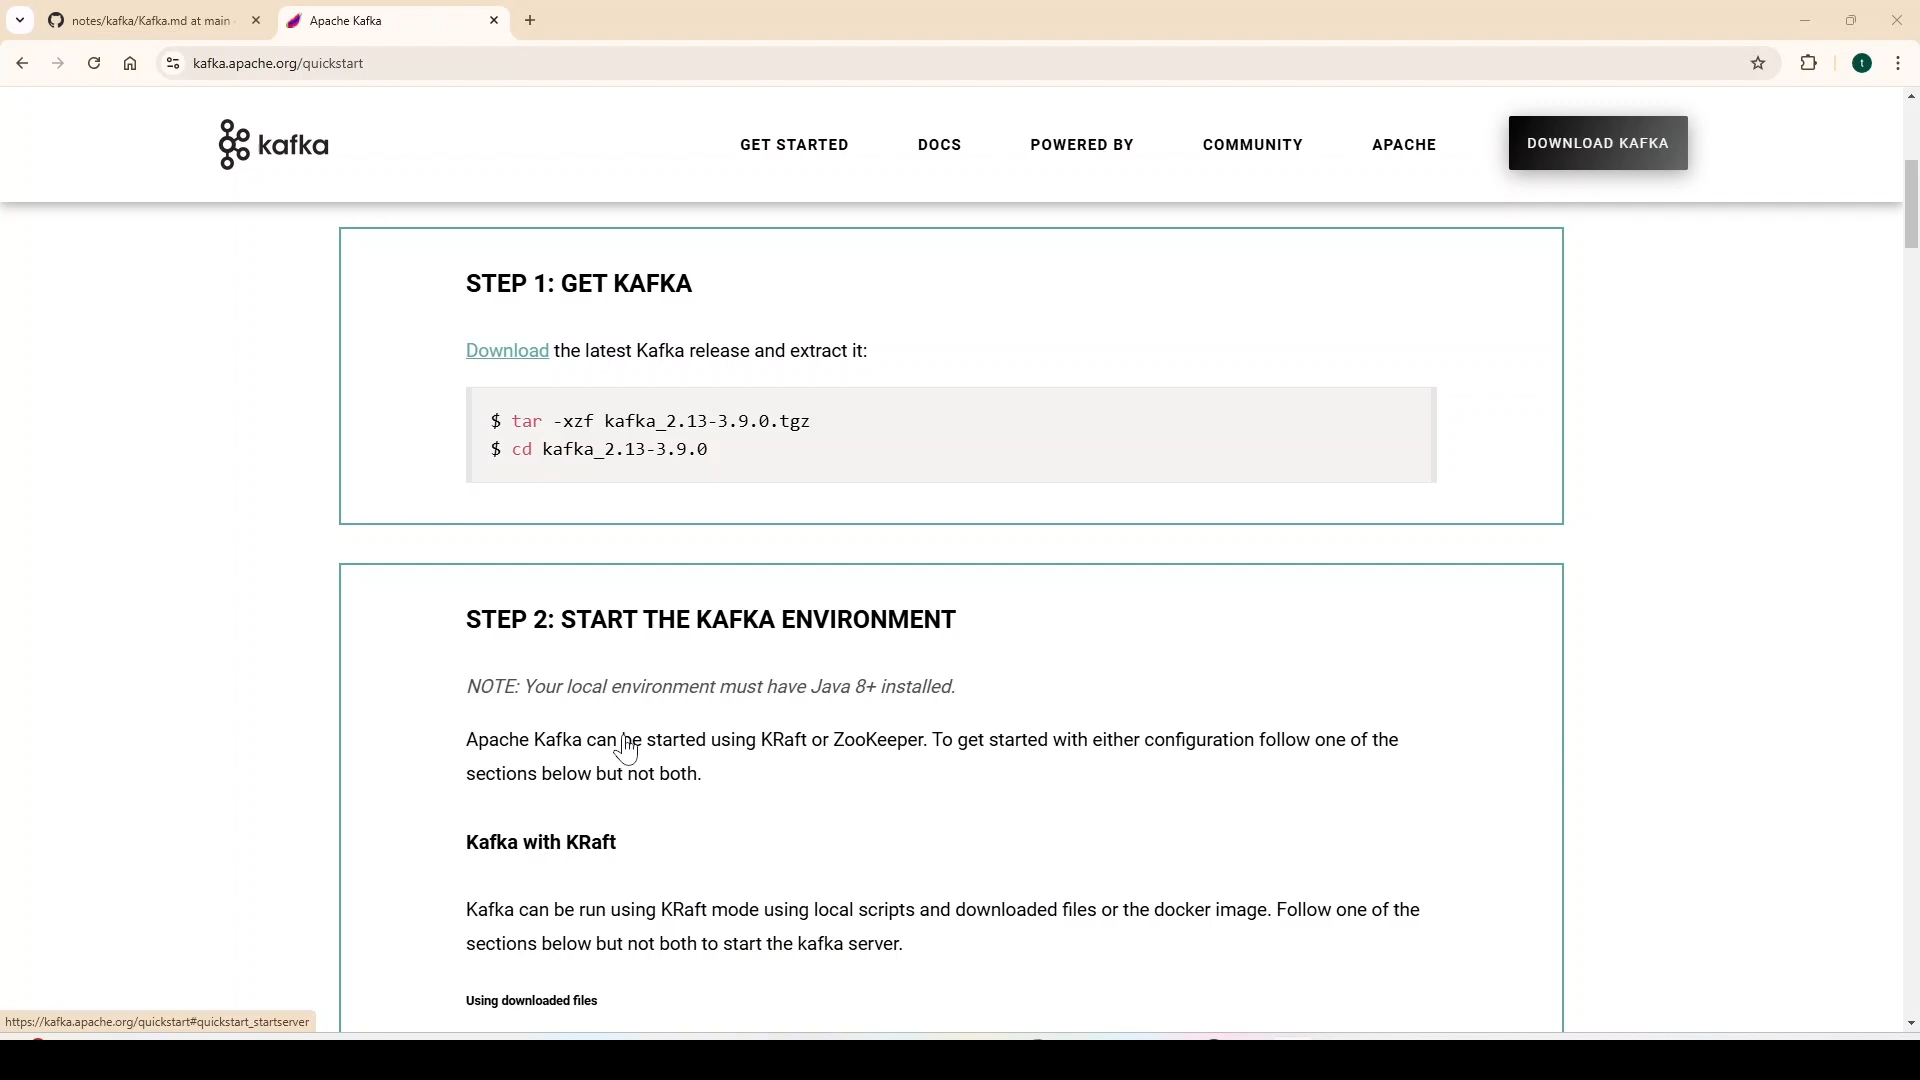 notes/kafka/Kafka.md at main
Apache Kafka
kafka.apache.org/quickstart
t
kafka
GET STARTED
DOCS
POWERED BY
COMMUNITY
APACHE
DOWNLOAD KAFKA
STEP 1: GET KAFKA
Download the latest Kafka release and extract it:
$ tar -xzf kafka_2.13-3.9.0.tgz
$ cd kafka_2.13-3.9.0
STEP 2: START THE KAFKA ENVIRONMENT
NOTE: Your local environment must have Java 8+ installed.
Apache Kafka can be started using KRaft or ZooKeeper. To get started with either configuration follow one of the
sections below but not both.
Kafka with KRaft
Kafka can be run using KRaft mode using local scripts and downloaded files or the docker image. Follow one of the
sections below but not both to start the kafka server.
Using downloaded files
https://kafka.apache.org/quickstart#quickstart_startserver